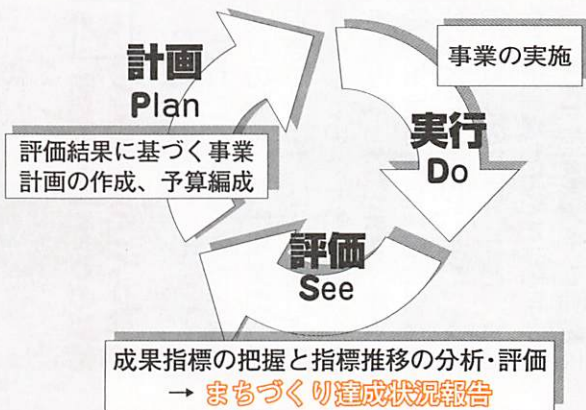 計画
Plan
評価結果に基づく事業
計画の作成、予算編成
事業の実施
実行
Do
評価
See
成果指標の把握と指標推移の分析・評価
→ まちづくり達成状況報告